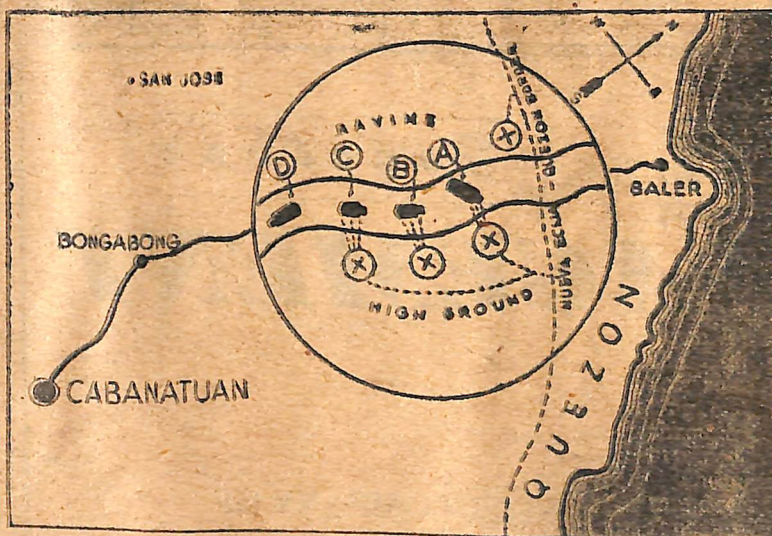 SAN JOSE
RAVINE
X
D
C
B
A
BALER
BONGABONG
X
X
X
HIGH GROUND
NUEVA ECIJA - QUEZON BORDER
CABANATUAN
QUEZON